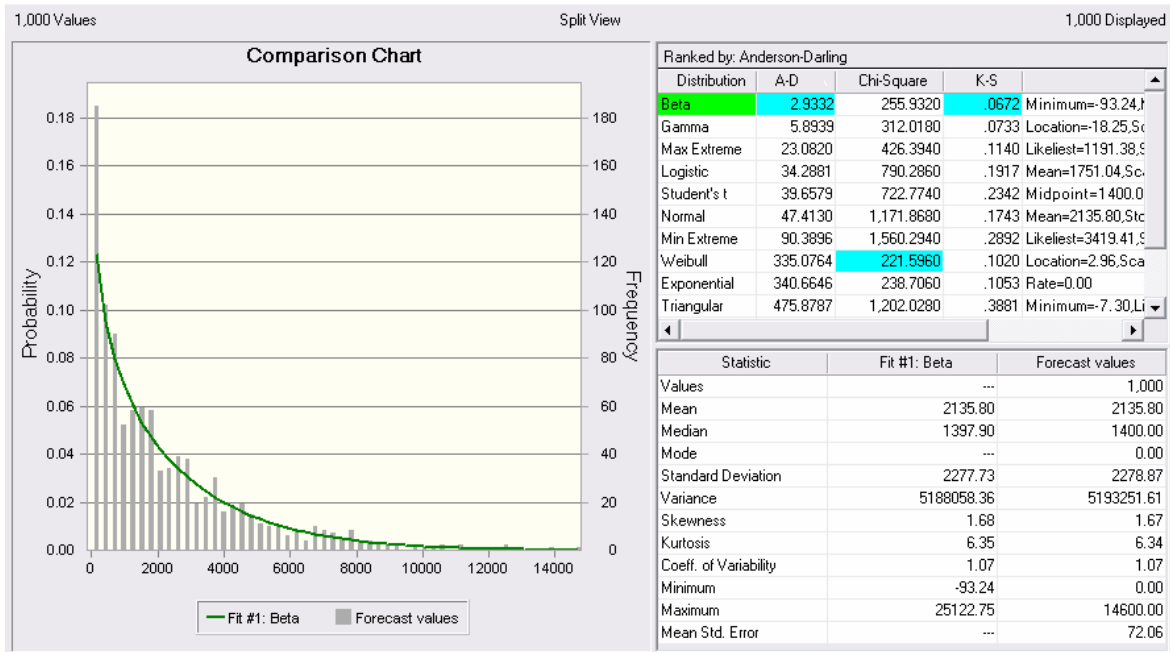 1,000 Values Split View 1,000 Displayed
Comparison Chart
0.18
0.16
0.14
0.12
0.10
0.08
0.06
0.04
0.02
0.00
Probability
180
160
140
120
100
80
60
40
20
0
Frequency
0 2000 4000 6000 8000 10000 12000 14000
Fit #1: Beta Forecast values
Ranked by: Anderson-Darling
Distribution A-D Chi-Square K-S
Beta 2.9332 255.9320 .0672 Minimum=-93.24,
Gamma 5.8939 312.0180 .0733 Location=-18.25,
Max Extreme 23.0820 426.3940 .1140 Likeliest=1191.38,
Logistic 34.2881 790.2860 .1917 Mean=1751.04,
Student's t 39.6579 722.7740 .2342 Midpoint=1400.0
Normal 47.4130 1,171.8680 .1743 Mean=2135.80,
Min Extreme 90.3896 1,560.2940 .2892 Likeliest=3419.41,
Weibull 335.0764 221.5960 .1020 Location=2.96,
Exponential 340.6646 238.7060 .1053 Rate=0.00
Triangular 475.8787 1,202.0280 .3881 Minimum=-7.30,
Statistic Fit #1: Beta Forecast values
Values --- 1,000
Mean 2135.80 2135.80
Median 1397.90 1400.00
Mode --- 0.00
Standard Deviation 2277.73 2278.87
Variance 5188058.36 5193251.61
Skewness 1.68 1.67
Kurtosis 6.35 6.34
Coeff. of Variability 1.07 1.07
Minimum -93.24 0.00
Maximum 25122.75 14600.00
Mean Std. Error --- 72.06